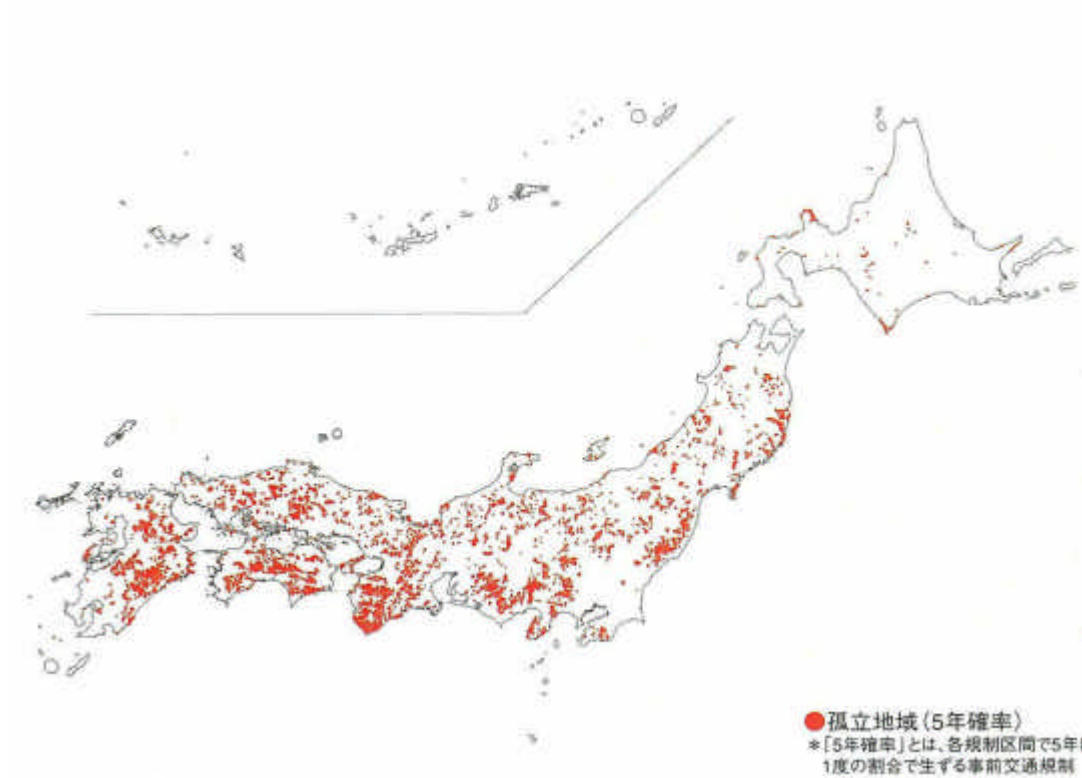 ●孤立地域(5年確率)
*「5年確率」とは、各規制区間で5年
1度の割合で生ずる事前交通規制